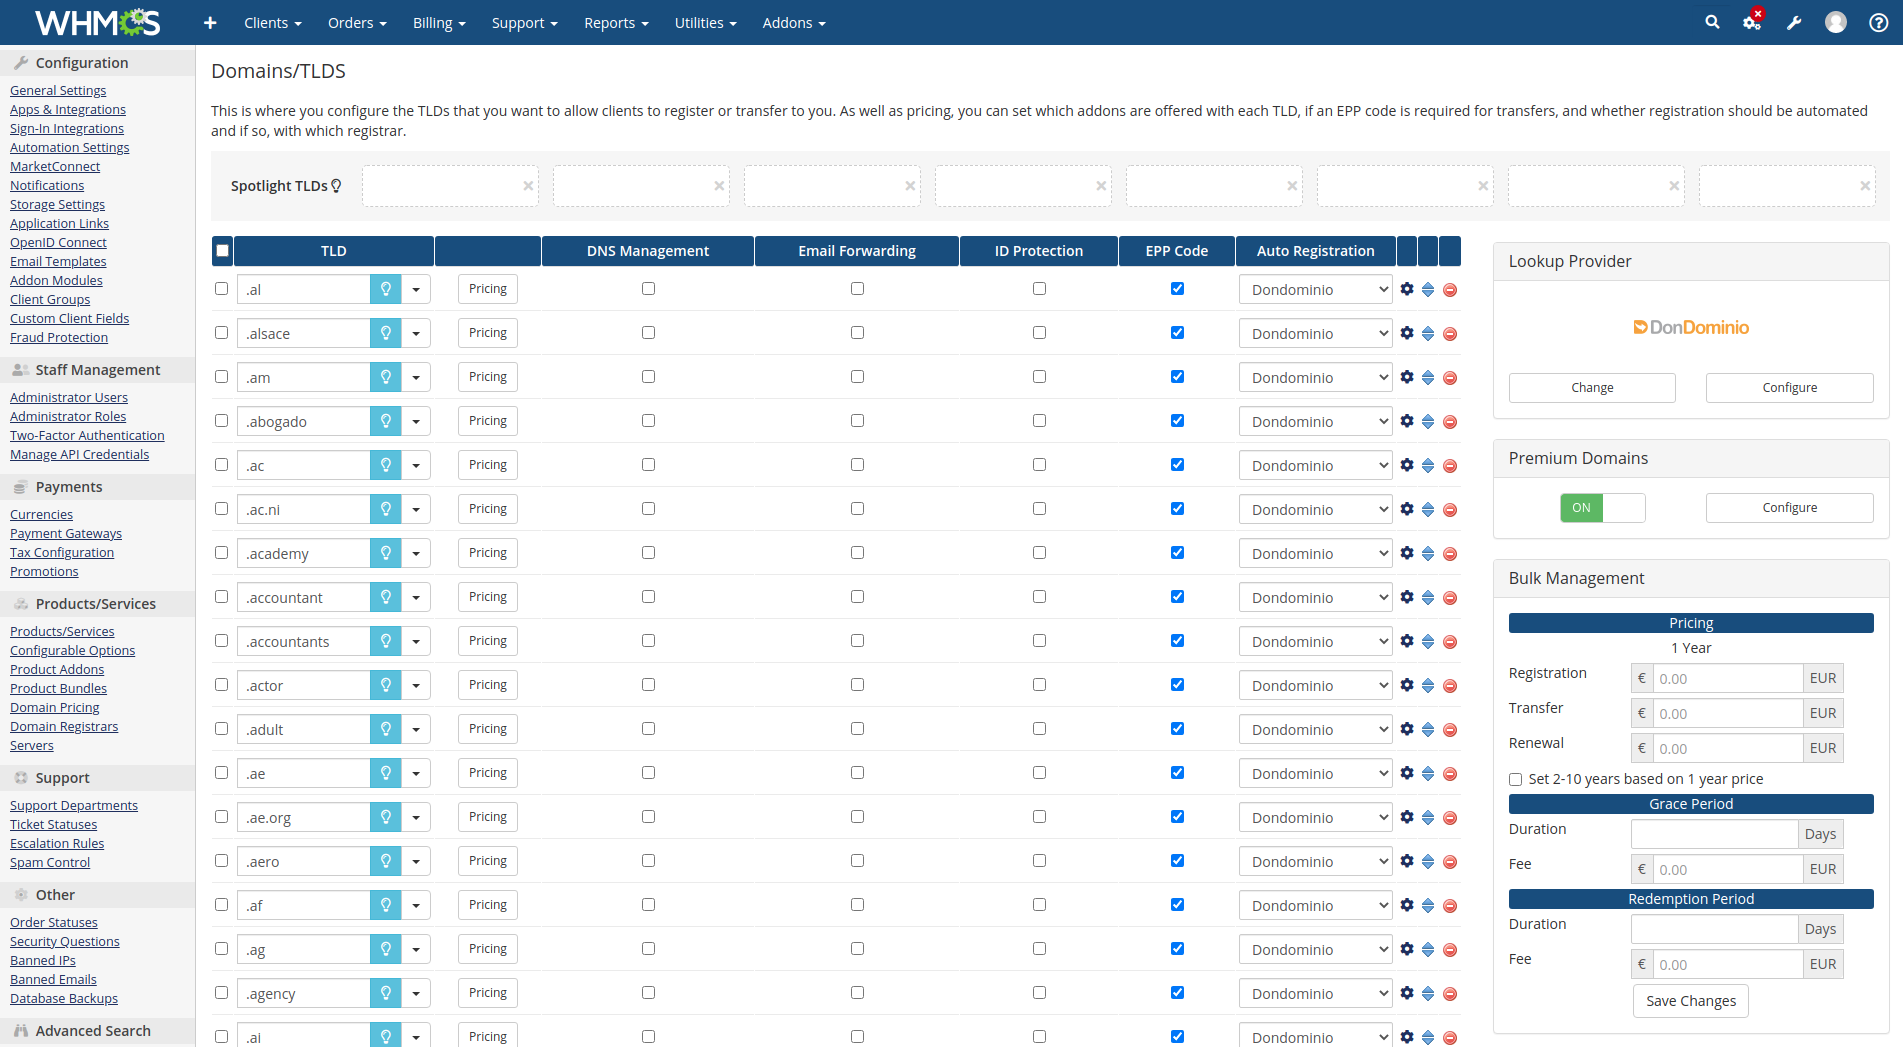 WHMCS
Clients Orders Billing Support Reports Utilities Addons
Configuration
General Settings
Apps & Integrations
Sign-In Integrations
Automation Settings
MarketConnect
Notifications
Storage Settings
Application Links
OpenID Connect
Email Templates
Addon Modules
Client Groups
Custom Client Fields
Fraud Protection
Staff Management
Administrator Users
Administrator Roles
Two-Factor Authentication
Manage API Credentials
Payments
Currencies
Payment Gateways
Tax Configuration
Promotions
Products/Services
Products/Services
Configurable Options
Product Addons
Product Bundles
Domain Pricing
Domain Registrars
Servers
Support
Support Departments
Ticket Statuses
Escalation Rules
Spam Control
Other
Order Statuses
Security Questions
Banned IPs
Banned Emails
Database Backups
Advanced Search
Domains/TLDS
This is where you configure the TLDs that you want to allow clients to register or transfer to you. As well as pricing, you can set which addons are offered with each TLD, if an EPP code is required for transfers, and whether registration should be automated
and if so, with which registrar.
Spotlight TLDs
TLD DNS Management Email Forwarding ID Protection EPP Code Auto Registration
.al Pricing Dondominio
.alsace Pricing Dondominio
.am Pricing Dondominio
.abogado Pricing Dondominio
.ac Pricing Dondominio
.ac.ni Pricing Dondominio
.academy Pricing Dondominio
.accountant Pricing Dondominio
.accountants Pricing Dondominio
.actor Pricing Dondominio
.adult Pricing Dondominio
.ae Pricing Dondominio
.ae.org Pricing Dondominio
.aero Pricing Dondominio
.af Pricing Dondominio
.ag Pricing Dondominio
.agency Pricing Dondominio
.ai Pricing Dondominio
Lookup Provider
DonDominio
Change Configure
Premium Domains
ON Configure
Bulk Management
Pricing
1 Year
Registration € 0.00 EUR
Transfer € 0.00 EUR
Renewal € 0.00 EUR
Set 2-10 years based on 1 year price
Grace Period
Duration Days
Fee € 0.00 EUR
Redemption Period
Duration Days
Fee € 0.00 EUR
Save Changes